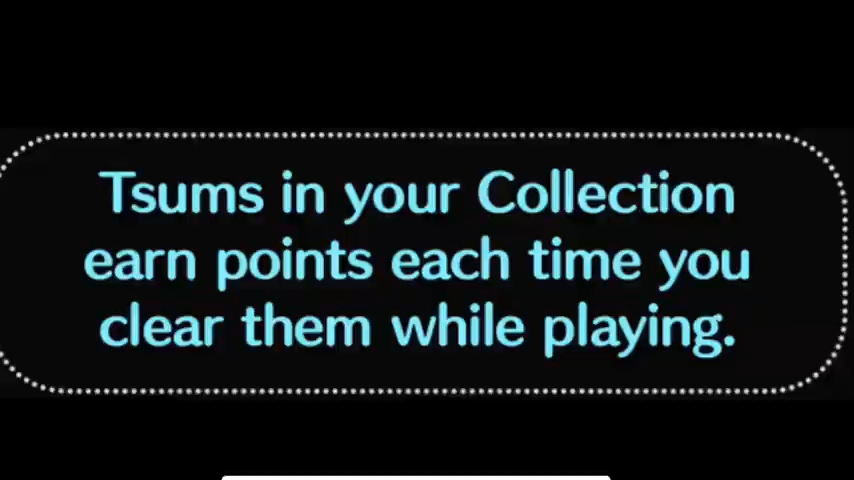 Tsums in your Collection
earn points each time you
clear them while playing.